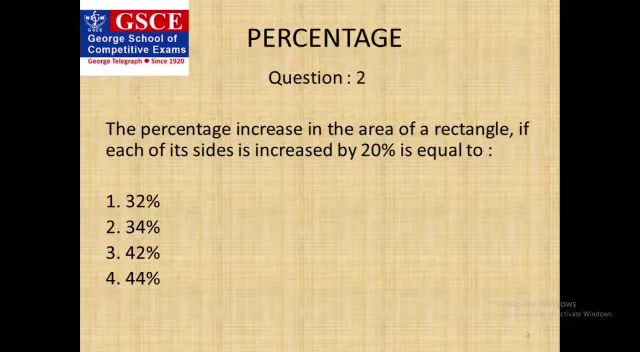 GSCE
GSCE
George School of
Competitive Exams
George Telegraph • Since 1920
PERCENTAGE
Question : 2
The percentage increase in the area of a rectangle, if
each of its sides is increased by 20% is equal to :
1. 32%
2. 34%
3. 42%
4. 44%